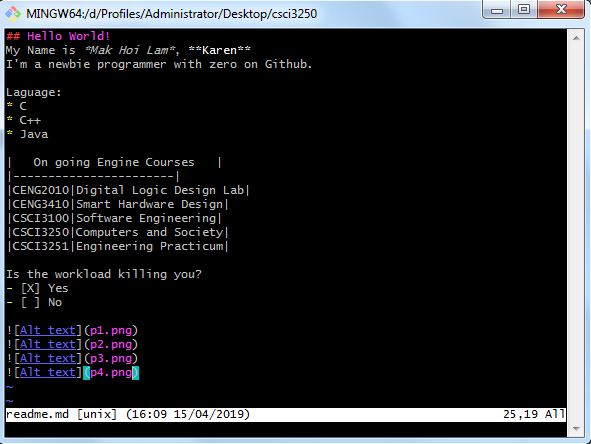 MINGW64:/d/Profiles/Administrator/Desktop/csci3250
## Hello World!
My Name is *Mak Hoi Lam*, **Karen**
I'm a newbie programmer with zero on Github.
Laguage:
* C
* C++
* Java
|   On going Engine Courses   |
|-----------------------|
|CENG2010|Digital Logic Design Lab|
|CENG3410|Smart Hardware Design|
|CSCI3100|Software Engineering|
|CSCI3250|Computers and Society|
|CSCI3251|Engineering Practicum|
Is the workload killing you?
- [X] Yes
- [ ] No
![Alt text](p1.png)
![Alt text](p2.png)
![Alt text](p3.png)
![Alt text](p4.png)
~
~
readme.md [unix] (16:09 15/04/2019) 25,19 All